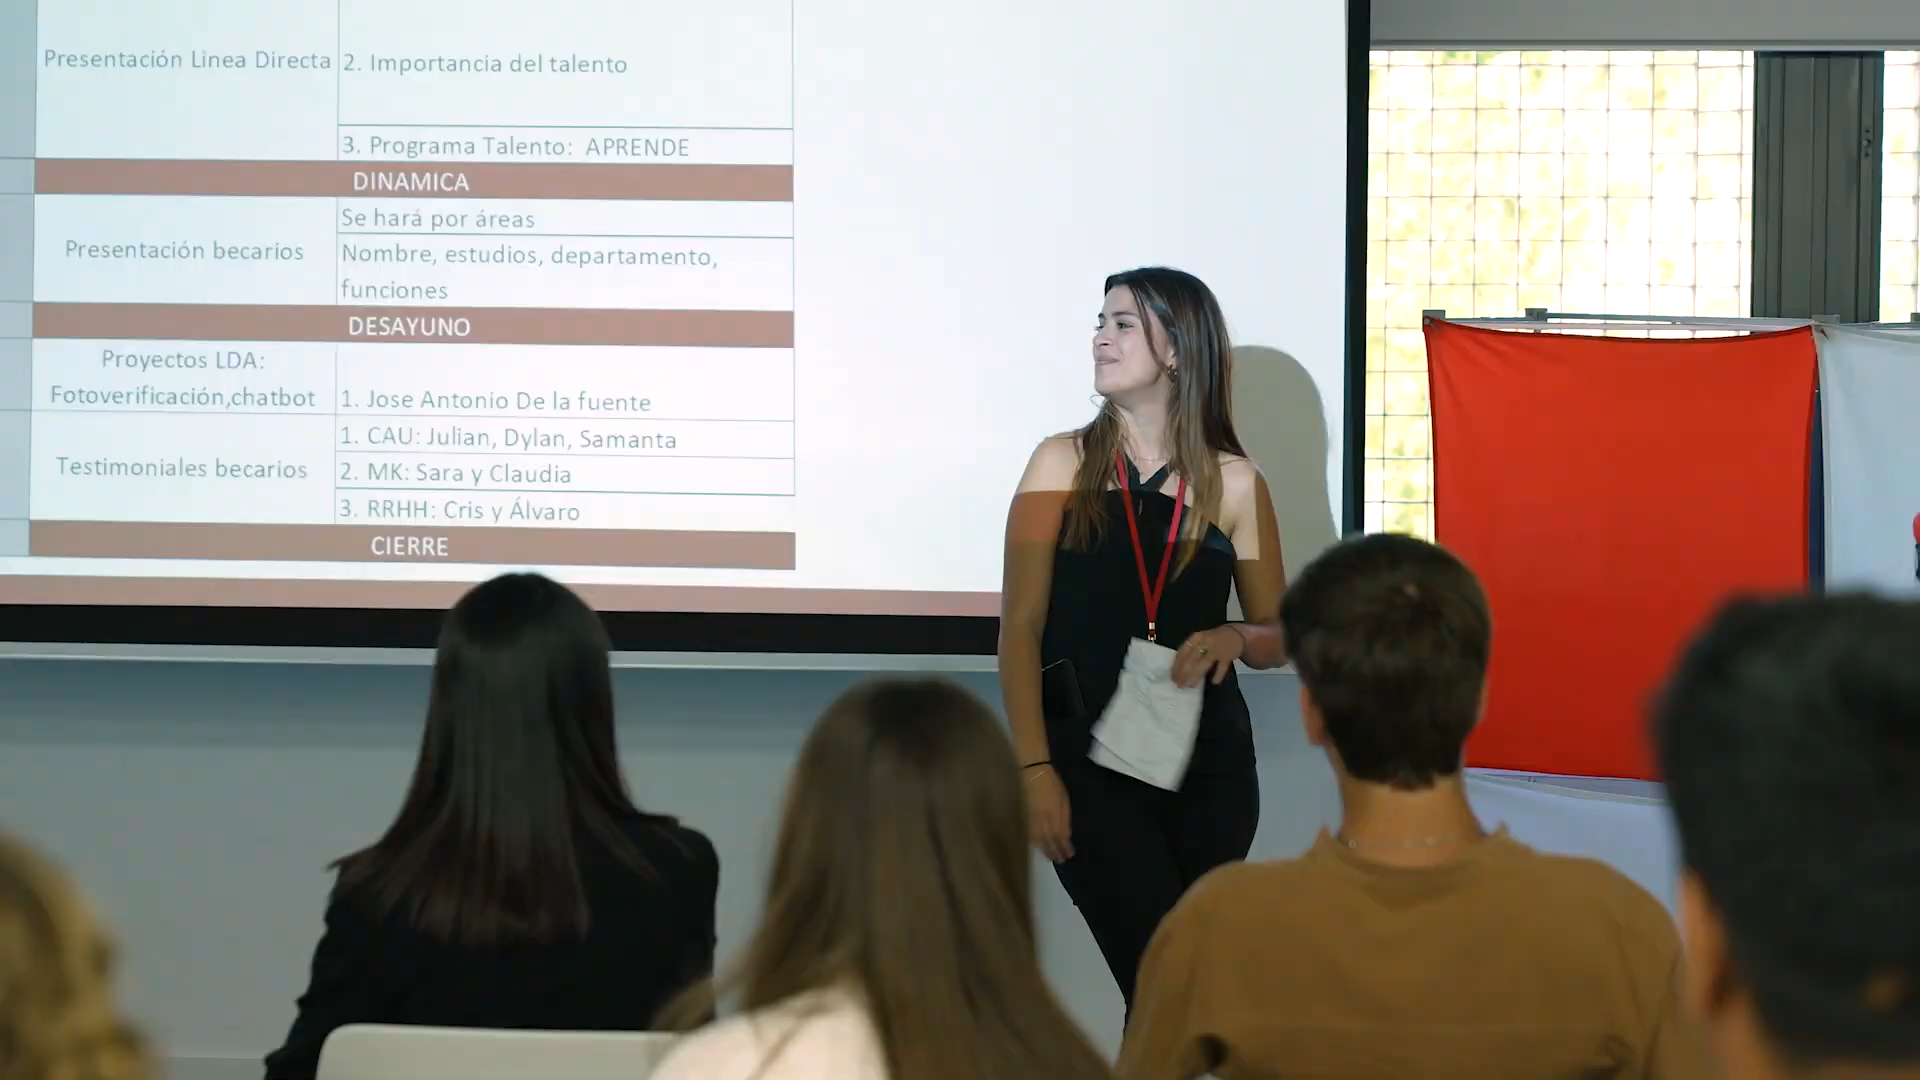 Presentación Linea Directa
2. Importancia del talento
3. Programa Talento: APRENDE
DINAMICA
Presentación becarios
Se hará por áreas
Nombre, estudios, departamento,
funciones
DESAYUNO
Proyectos LDA:
Fotoverificación,chatbot
1. Jose Antonio De la fuente
Testimoniales becarios
1. CAU: Julian, Dylan, Samanta
2. MK: Sara y Claudia
3. RRHH: Cris y Álvaro
CIERRE